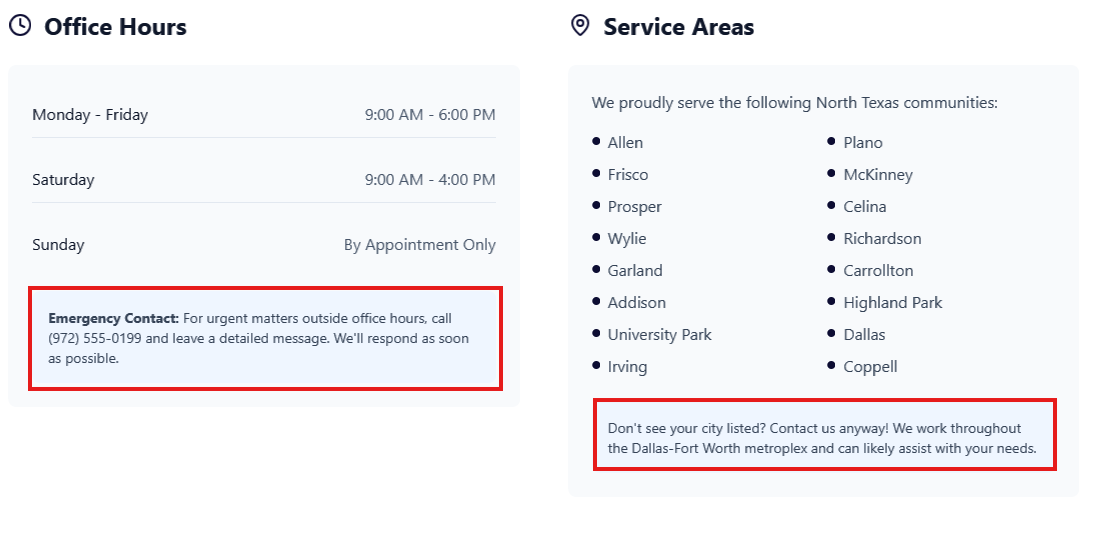 Office Hours
Monday - Friday 9:00 AM - 6:00 PM
Saturday 9:00 AM - 4:00 PM
Sunday By Appointment Only
Emergency Contact: For urgent matters outside office hours, call
(972) 555-0199 and leave a detailed message. We'll respond as soon
as possible.
Service Areas
We proudly serve the following North Texas communities:
Allen Plano
Frisco McKinney
Prosper Celina
Wylie Richardson
Garland Carrollton
Addison Highland Park
University Park Dallas
Irving Coppell
Don't see your city listed? Contact us anyway! We work throughout
the Dallas-Fort Worth metroplex and can likely assist with your needs.